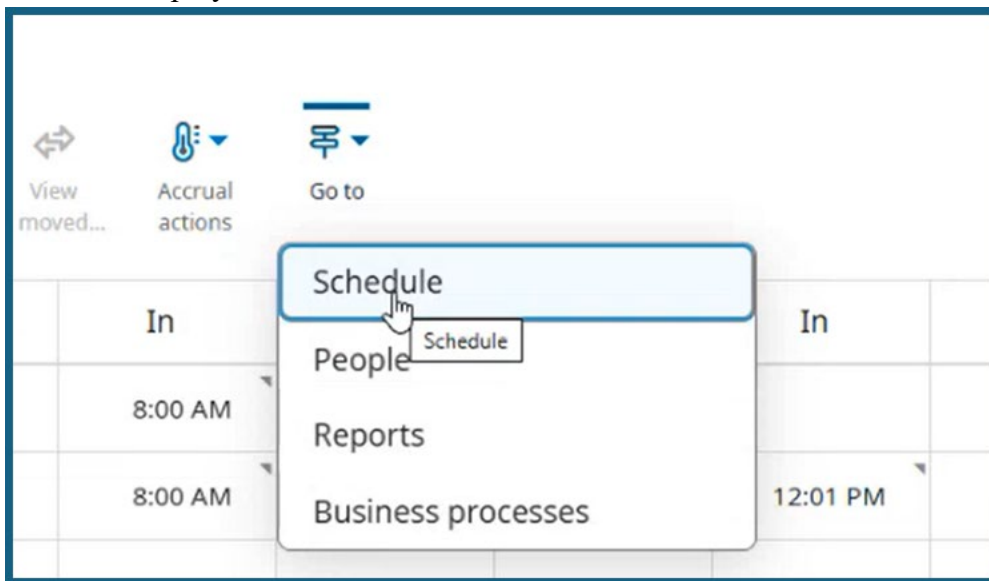 View
moved...
Accrual
actions
Go to
Schedule
Schedule
People
Reports
Business processes
In
In
8:00 AM
8:00 AM
12:01 PM